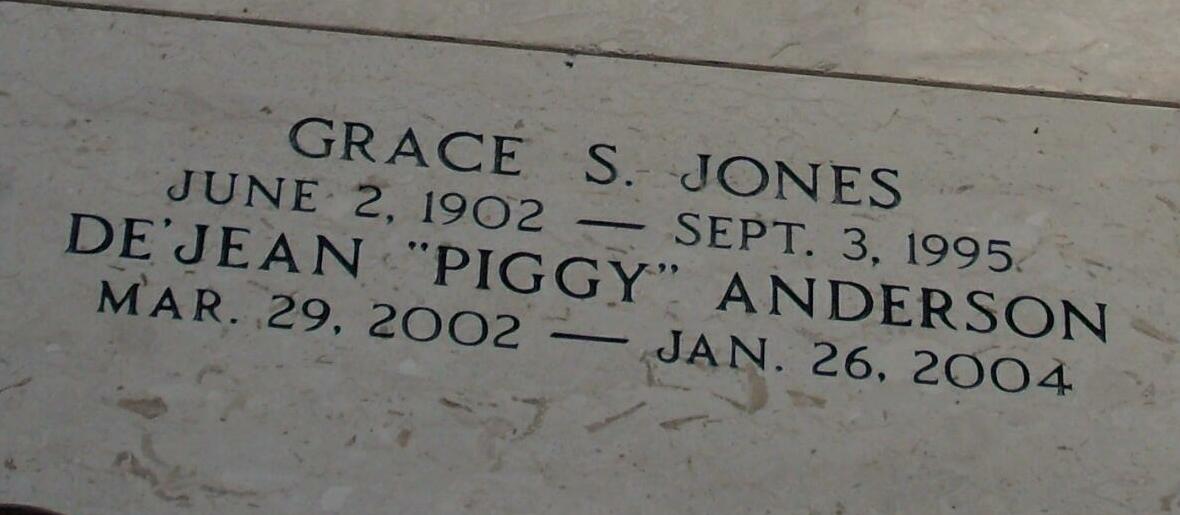 GRACE S. JONES
JUNE 2, 1902 — SEPT. 3, 1995
DE'JEAN "PIGGY" ANDERSON
MAR. 29, 2002 — JAN. 26, 2004